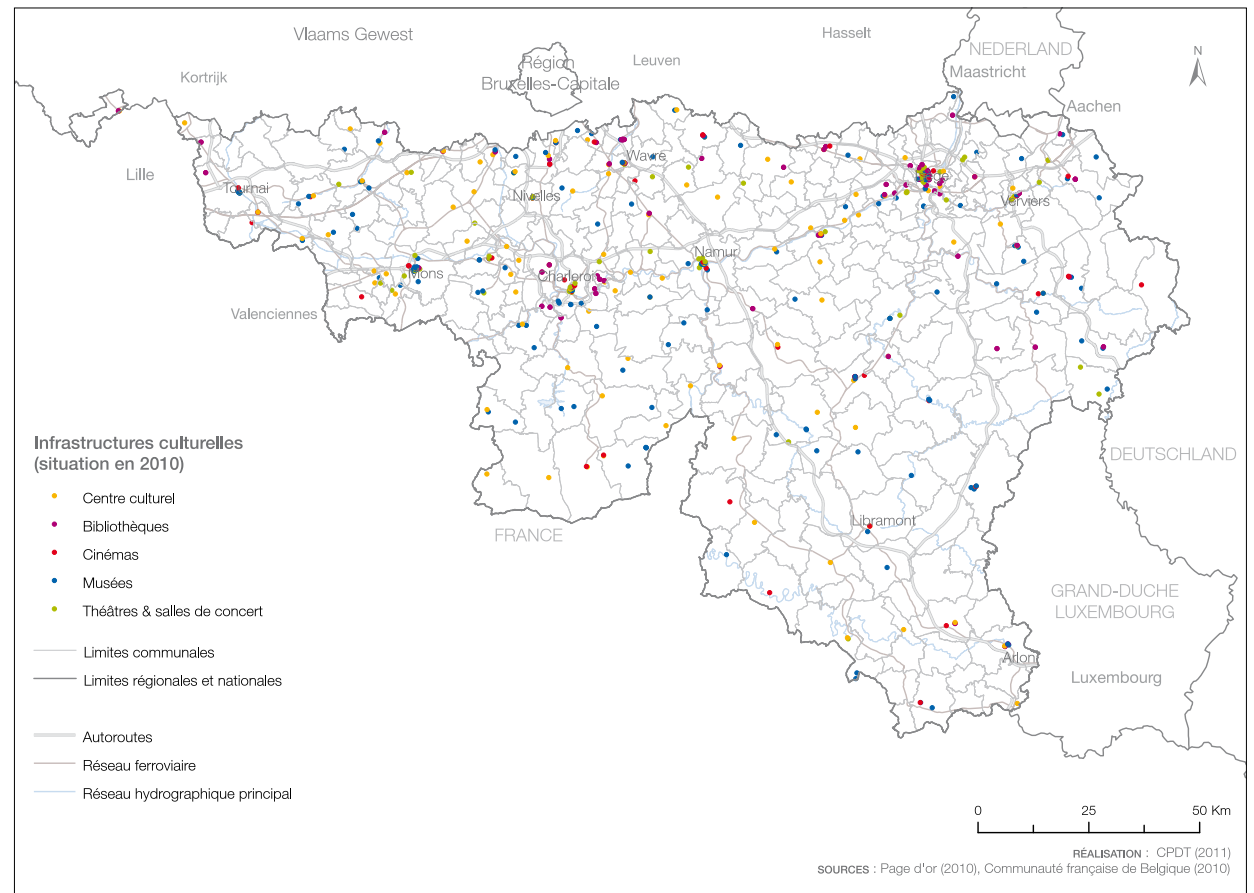 Hasselt
Vlaams Gewest
NEDERLAND
N
Région
Leuven
Maastricht
Kortrijk
Bruxelles-Capitale
Aachen
Lille
Wavre
Tournai
Nivelles
Verviers
Namur
Mons
Charleroi
Valenciennes
Infrastructures culturelles
(situation en 2010)
DEUTSCHLAND
Centre culturel
Bibliothèques
Libramont
FRANCE
Cinémas
Musées
GRAND-DUCHE
LUXEMBOURG
Théâtres & salles de concert
Limites communales
Arlon
Limites régionales et nationales
Luxembourg
Autoroutes
Réseau ferroviaire
Réseau hydrographique principal
0 25 50 Km
RÉALISATION : CPDT (2011)
SOURCES : Page d'or (2010), Communauté française de Belgique (2010)